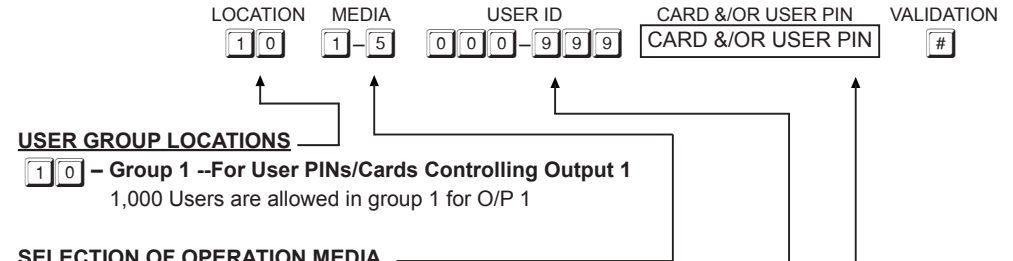 LOCATION MEDIA USER ID CARD &/OR USER PIN VALIDATION
1 0 1 – 5 0 0 0 – 9 9 9 CARD &/OR USER PIN #
USER GROUP LOCATIONS
1 0 – Group 1 --For User PINs/Cards Controlling Output 1
1,000 Users are allowed in group 1 for O/P 1
SELECTION OF OPERATION MEDIA